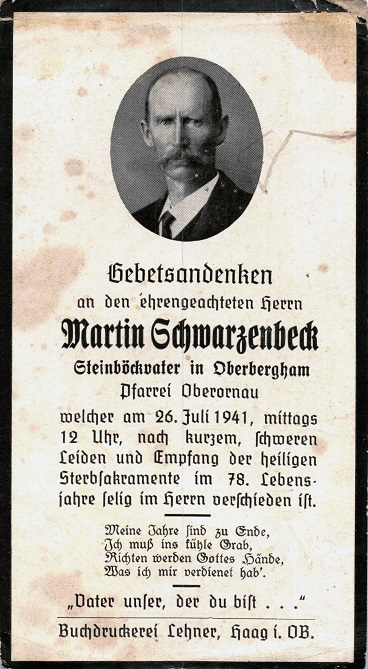 Gebetsandenken
an den ehrengeachteten Herrn
Martin Schwarzenbeck
Steinböckvater in Oberbergham
Pfarrei Oberornau
welcher am 26. Juli 1941, mittags
12 Uhr, nach kurzem, schweren
Leiden und Empfang der heiligen
Sterbsakramente im 78. Lebens-
jahre selig im Herrn verschieden ist.
Meine Jahre sind zu Ende,
Ich muß ins kühle Grab,
Richten werden Gottes Hände,
Was ich mir verdienet hab'.
„Vater unser, der du bist . . .“
Buchdruckerei Lehner, Haag i. OB.